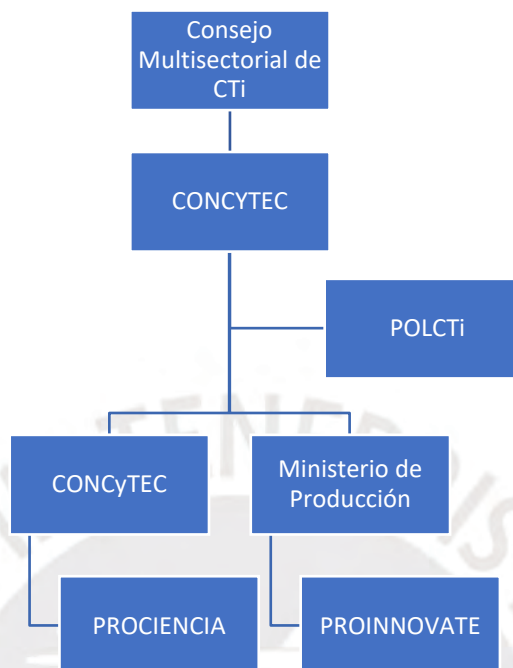 Consejo
Multisectorial de
CTi
CONCYTEC
POLCTi
CONCyTEC
Ministerio de
Producción
PROCIENCIA
PROINNOVATE